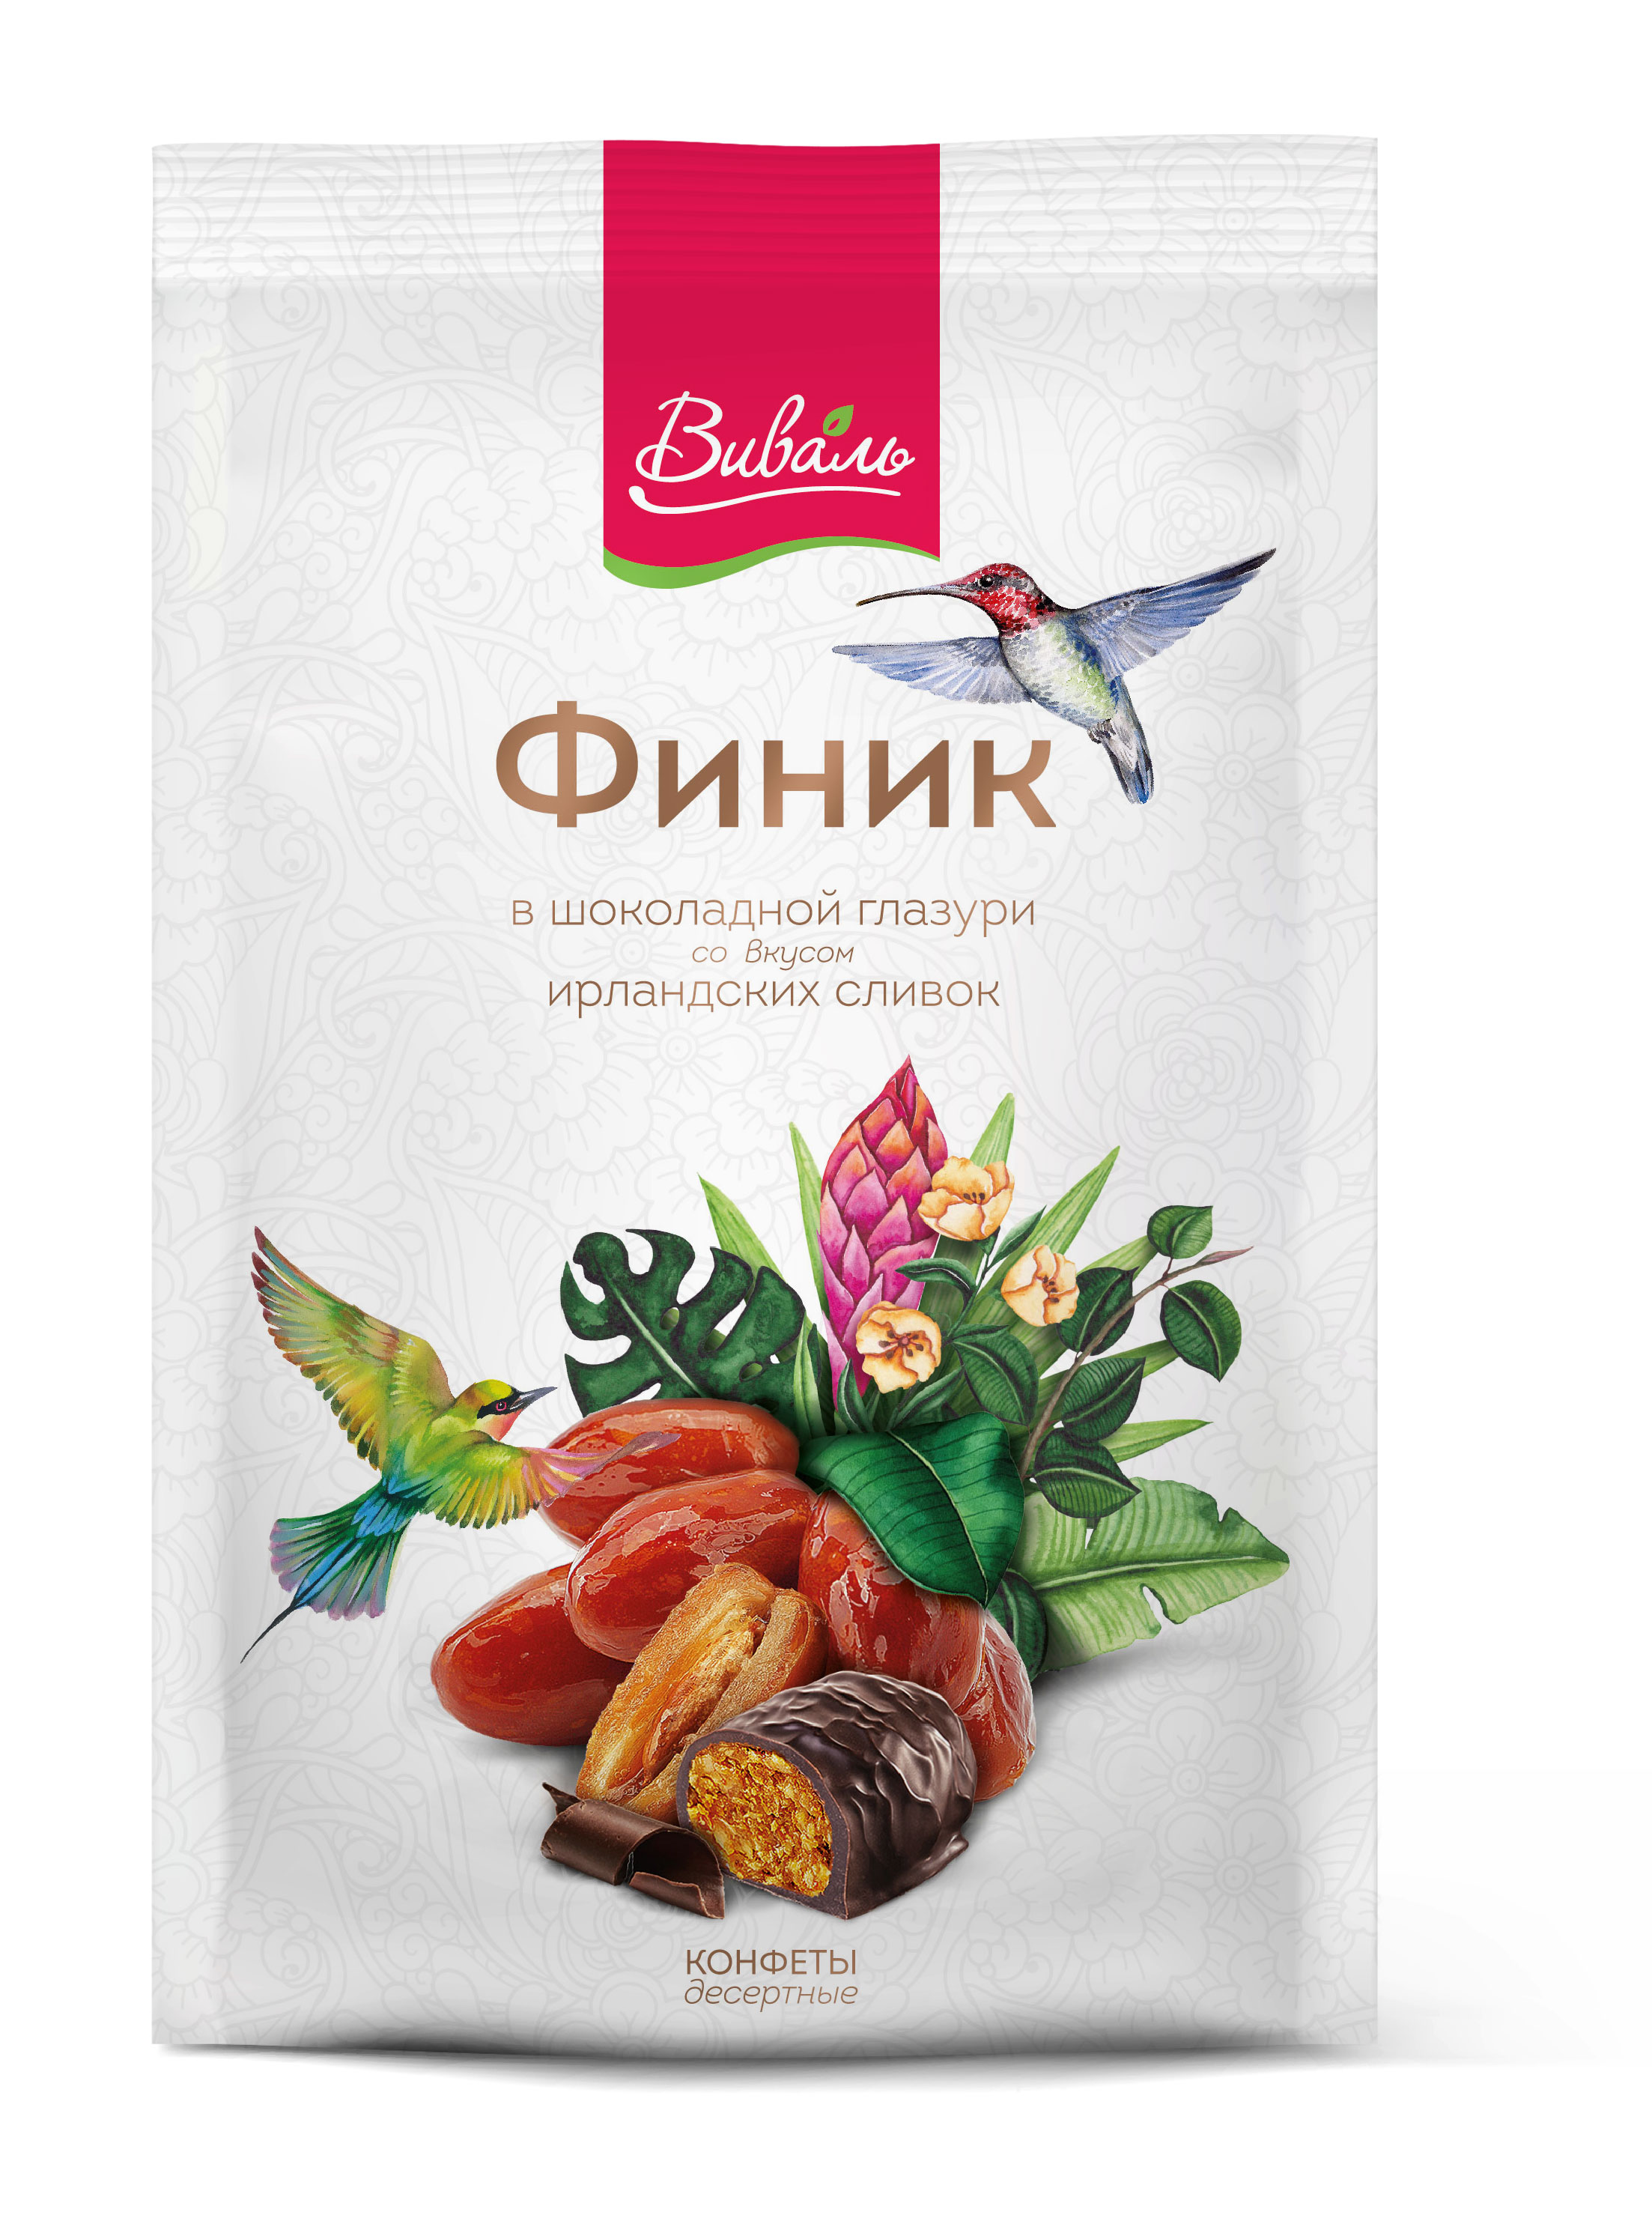 Виваль
Финик
в шоколадной глазури
со вкусом
ирландских сливок
КОНФЕТЫ
десертные